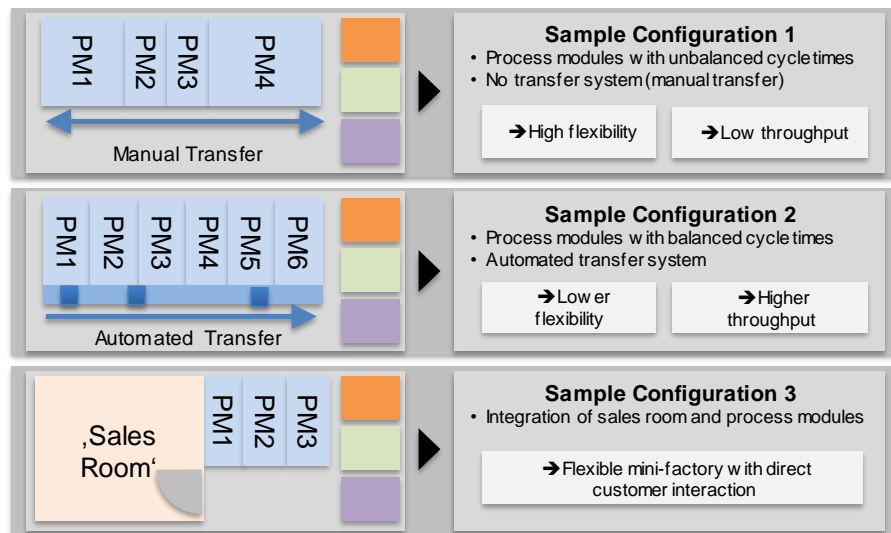 PM1
PM2
PM3
PM4
Manual Transfer
Sample Configuration 1
• Process modules with unbalanced cycle times
• No transfer system (manual transfer)
➔High flexibility
➔Low throughput
PM1
PM2
PM3
PM4
PM5
PM6
Automated Transfer
Sample Configuration 2
• Process modules with balanced cycle times
• Automated transfer system
➔Lower
flexibility
➔Higher
throughput
‚Sales
Room‘
PM1
PM2
PM3
Sample Configuration 3
• Integration of sales room and process modules
➔Flexible mini-factory with direct
customer interaction